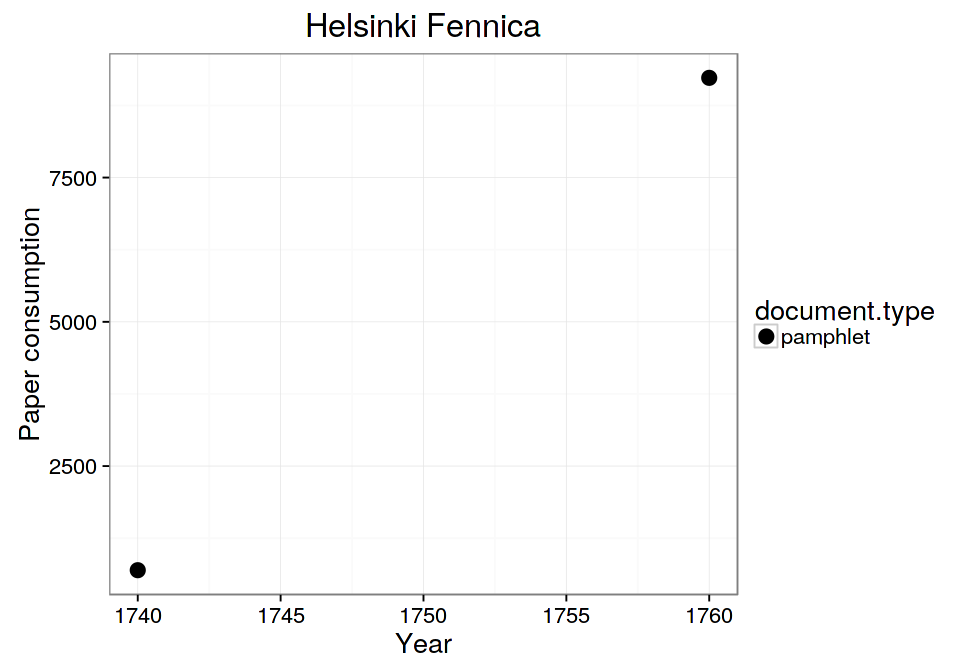 Helsinki Fennica
Paper consumption
7500
5000
2500
1740 1745 1750 1755 1760
Year
document.type
pamphlet